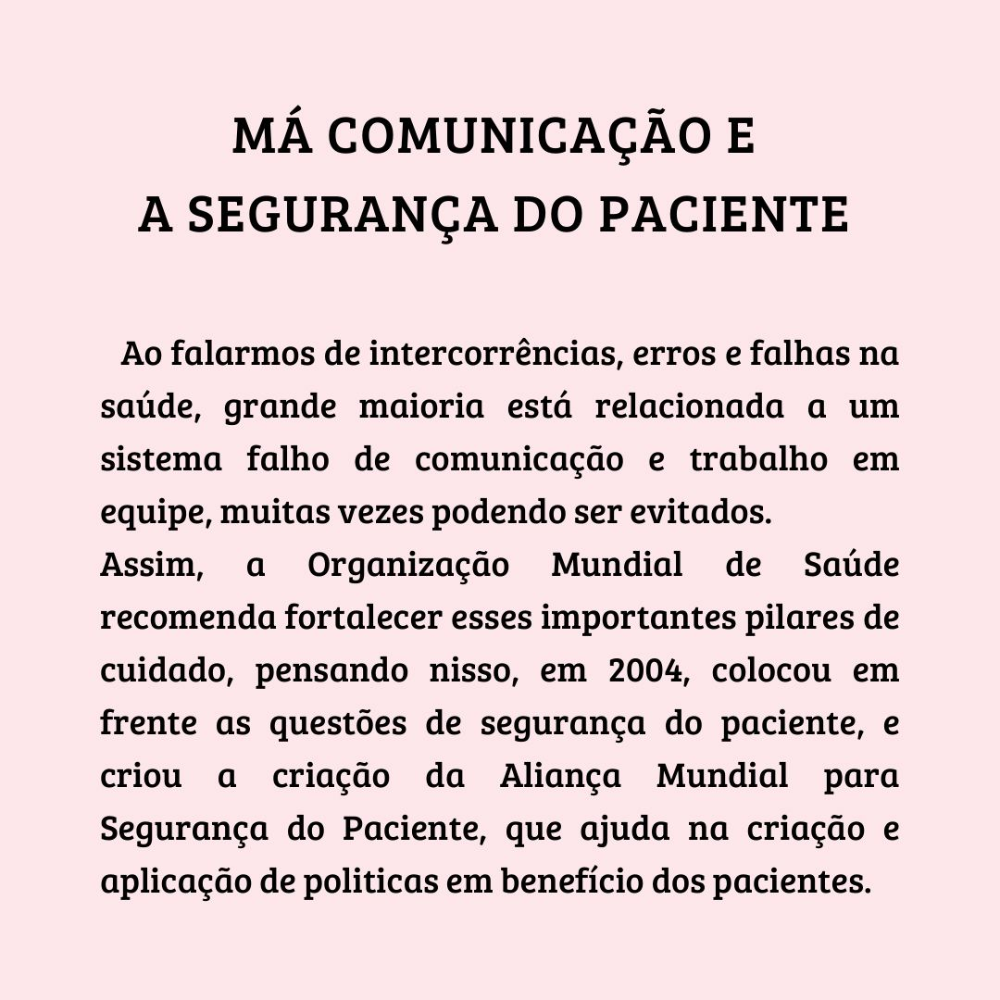 MÁ COMUNICAÇÃO E
A SEGURANÇA DO PACIENTE
Ao falarmos de intercorrências, erros e falhas na
saúde, grande maioria está relacionada a um
sistema falho de comunicação e trabalho em
equipe, muitas vezes podendo ser evitados.
Assim, a Organização Mundial de Saúde
recomenda fortalecer esses importantes pilares de
cuidado, pensando nisso, em 2004, colocou em
frente as questões de segurança do paciente, e
criou a criação da Aliança Mundial para
Segurança do Paciente, que ajuda na criação e
aplicação de politicas em benefício dos pacientes.